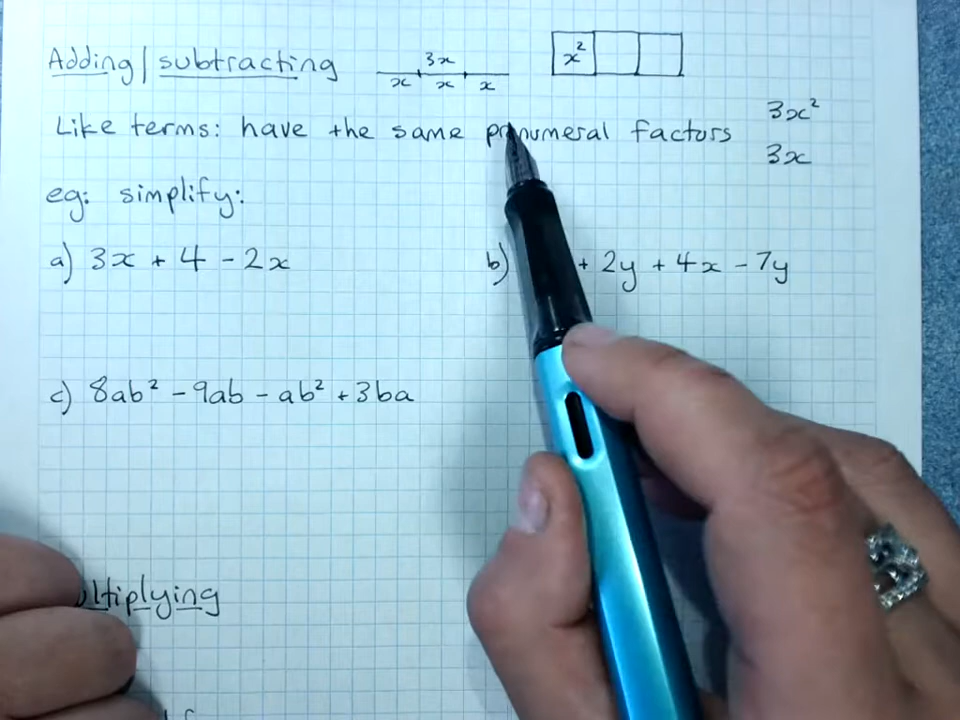 Adding/subtracting
3x
x x x
x²
Like terms: have the same pronumeral factors
3x²
3x
eg: simplify:
a) 3x + 4 - 2x
b) + 2y + 4x - 7y
c) 8ab² - 9ab - ab² + 3ba